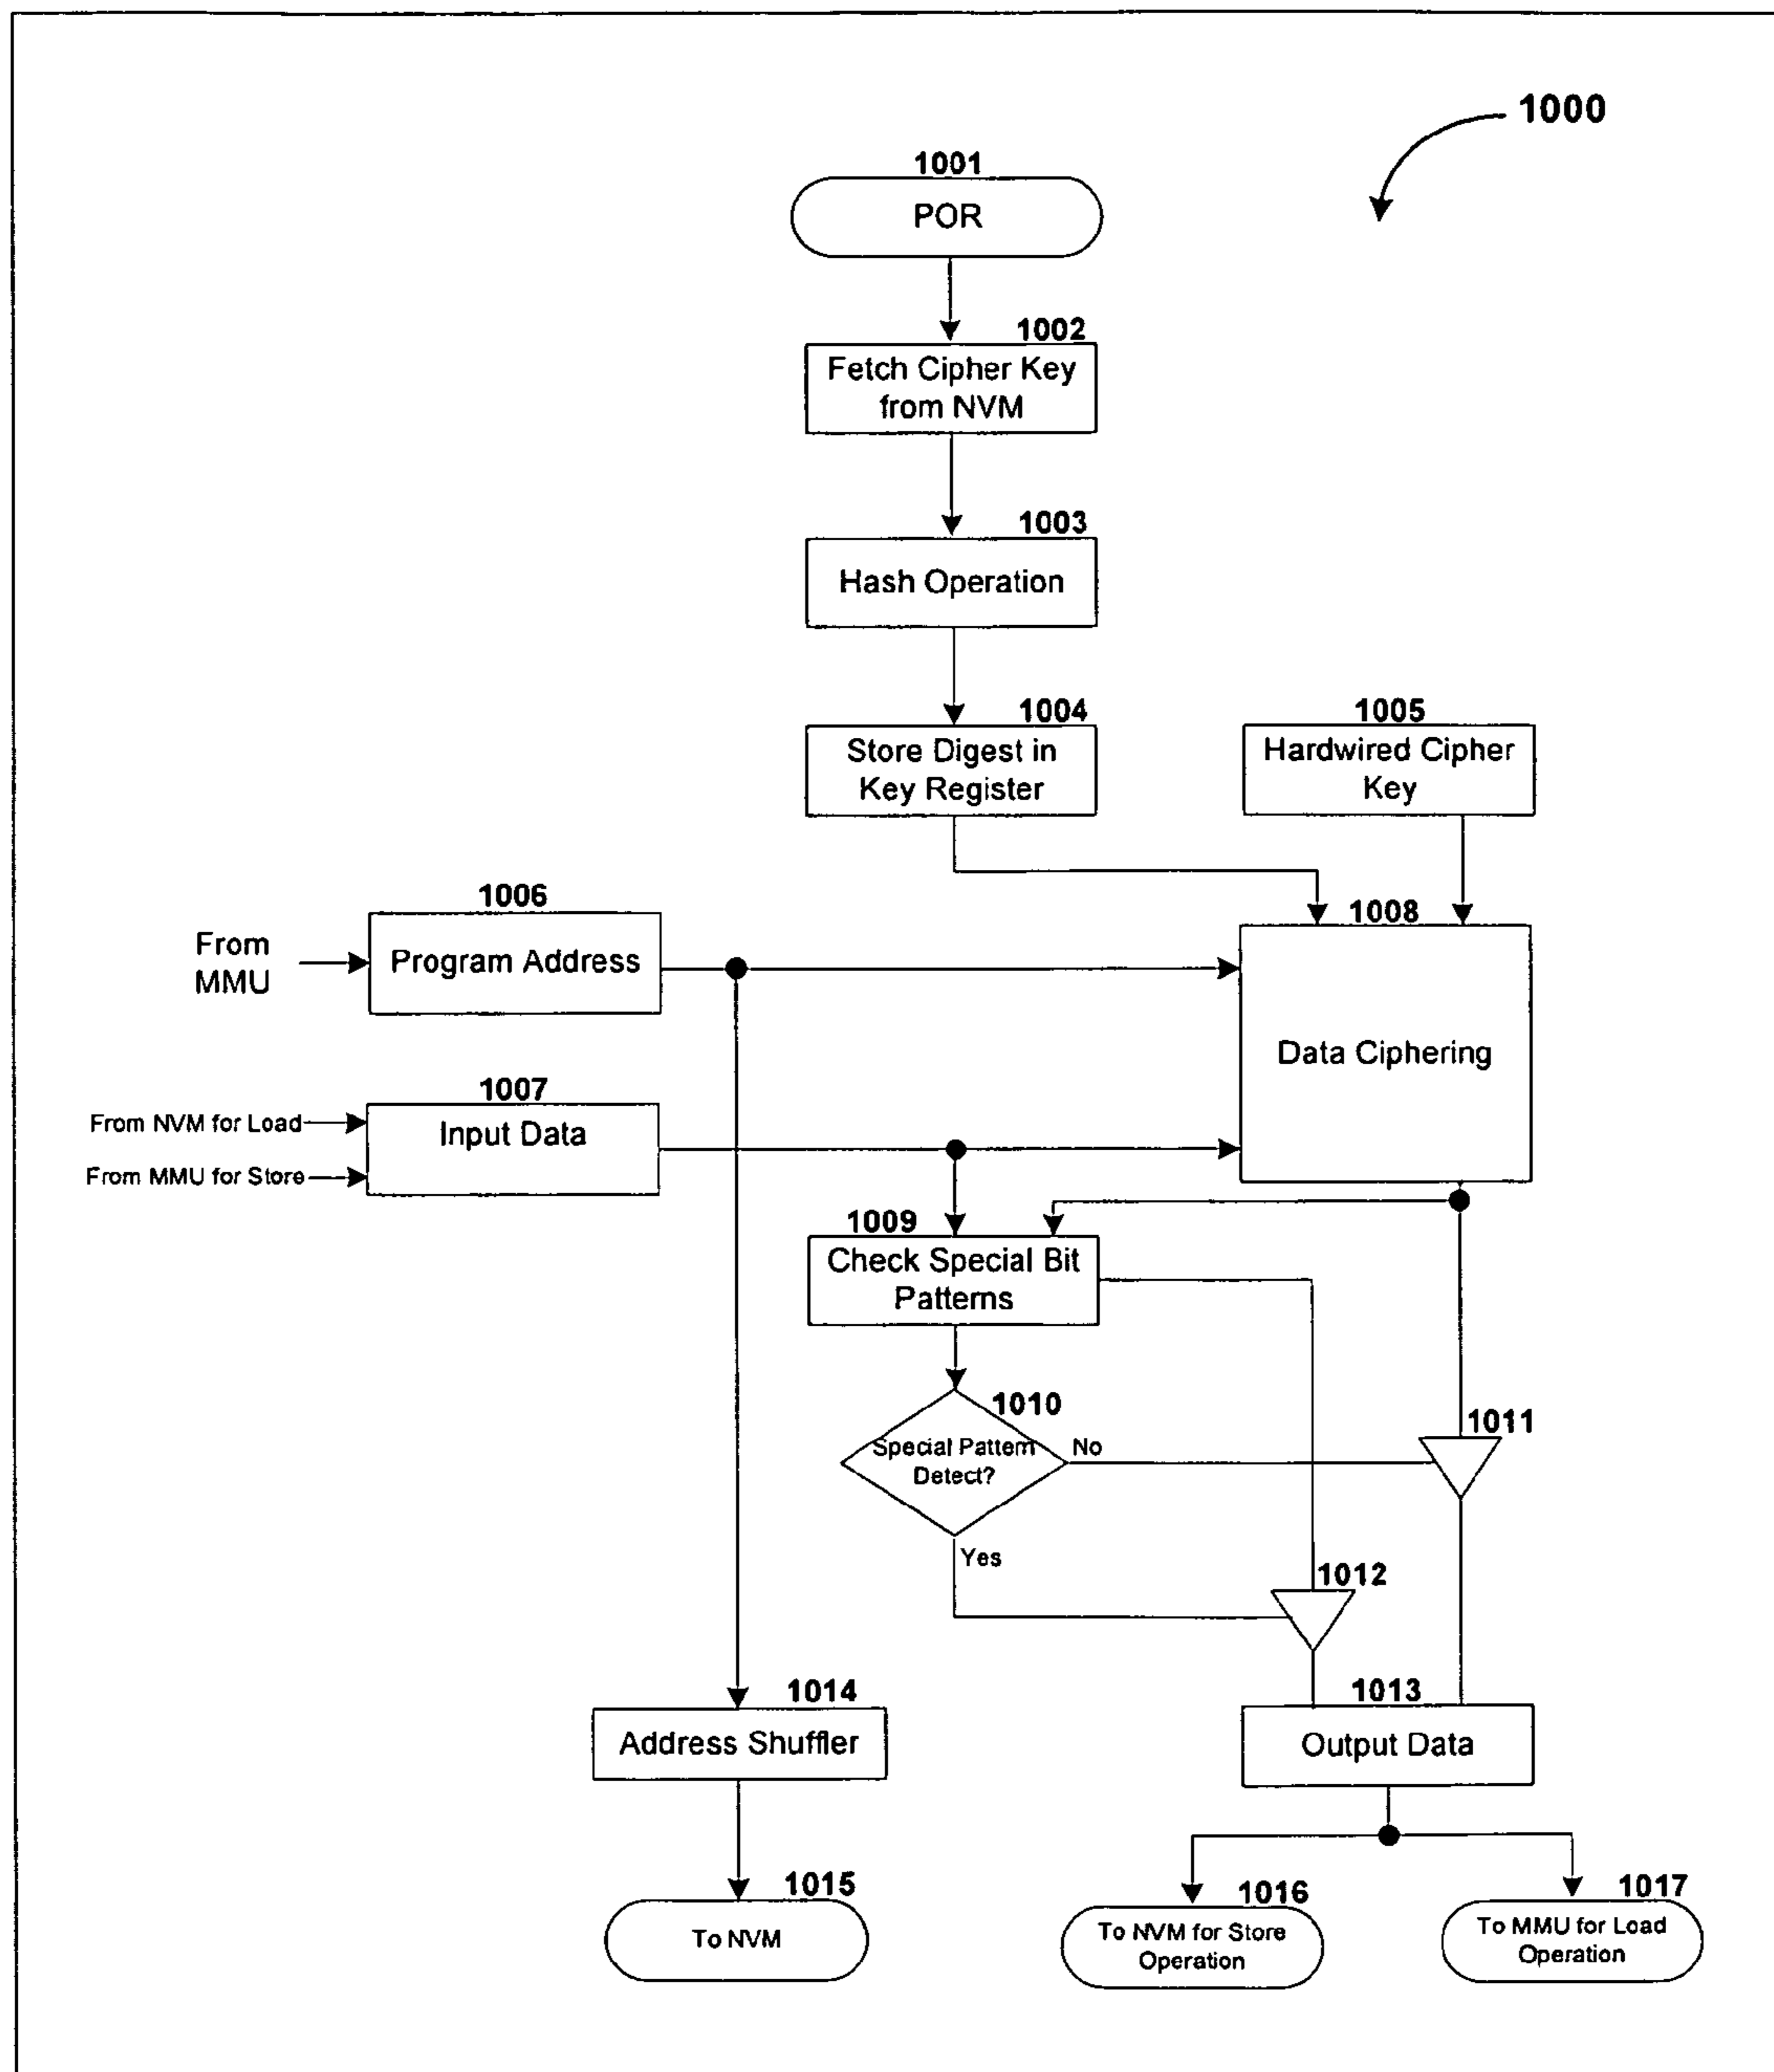 1000
1001
POR
1002
Fetch Cipher Key
from NVM
1003
Hash Operation
1004
Store Digest in
Key Register
1005
Hardwired Cipher
Key
1006
From
MMU
Program Address
1008
Data Ciphering
1007
From NVM for Load
Input Data
From MMU for Store
1009
Check Special Bit
Patterns
1010
Special Pattern
Detect?
No
Yes
1011
1012
1013
Output Data
1014
Address Shuffler
1015
To NVM
1016
To NVM for Store
Operation
1017
To MMU for Load
Operation